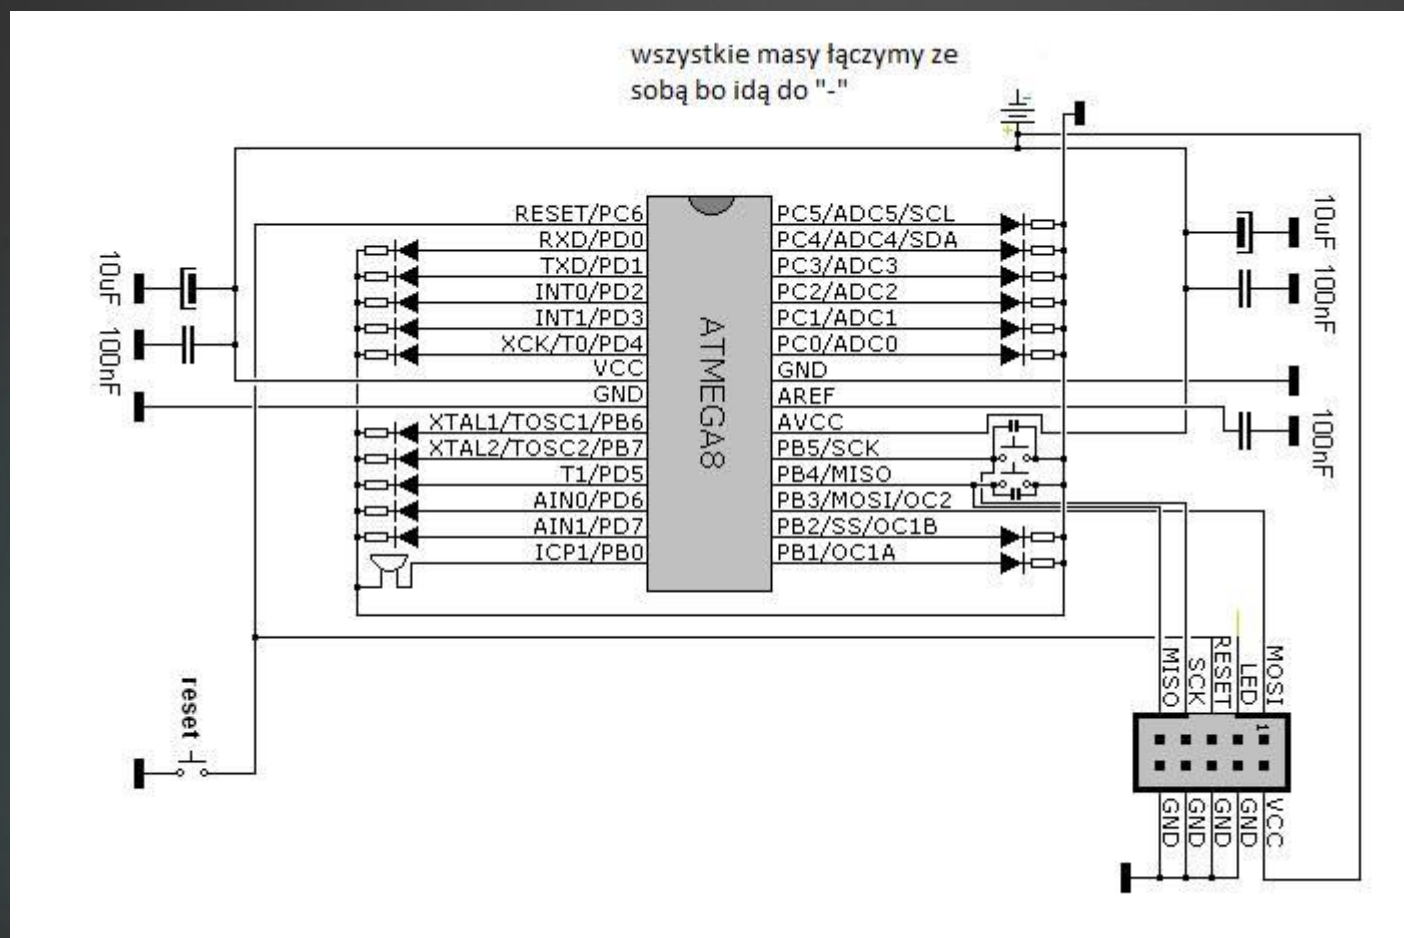 wszystkie masy łączymy ze
sobą bo idą do "-"
-
+
RESET/PC6
RXD/PD0
TXD/PD1
INT0/PD2
INT1/PD3
XCK/T0/PD4
VCC
GND
XTAL1/TOSC1/PB6
XTAL2/TOSC2/PB7
T1/PD5
AIN0/PD6
AIN1/PD7
ICP1/PB0
ATMEGA8
PC5/ADC5/SCL
PC4/ADC4/SDA
PC3/ADC3
PC2/ADC2
PC1/ADC1
PC0/ADC0
GND
AREF
AVCC
PB5/SCK
PB4/MISO
PB3/MOSI/OC2
PB2/SS/OC1B
PB1/OC1A
10uF
100nF
10uF
100nF
100nF
reset
MISO
SCK
RESET
LED
MOSI
1
GND
GND
GND
GND
VCC